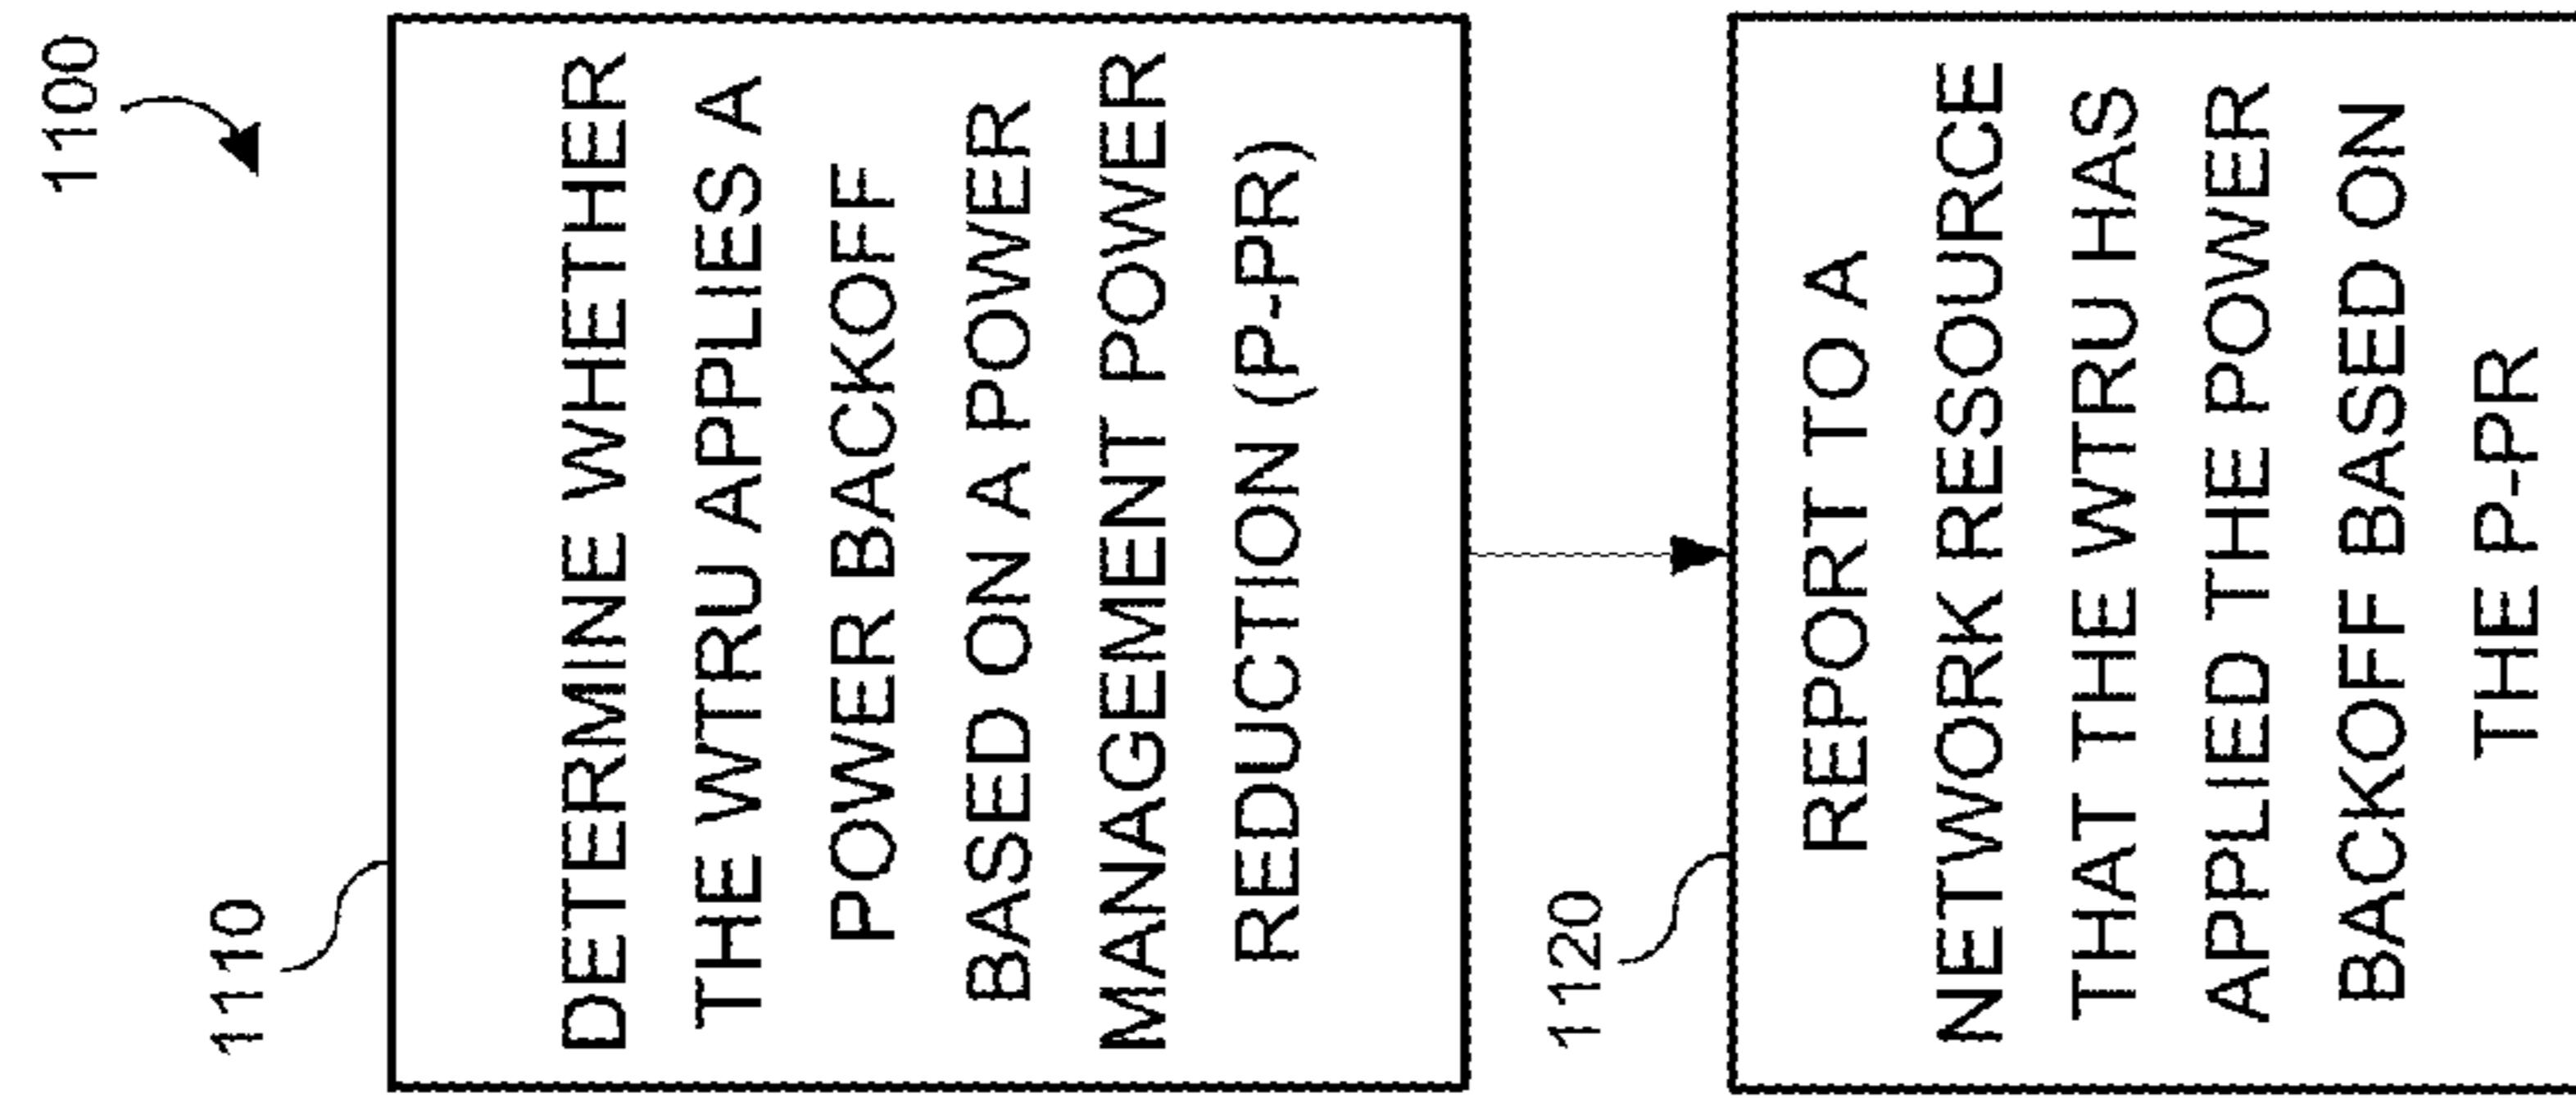 1100
1110
DETERMINE WHETHER
THE WTRU APPLIES A
POWER BACKOFF
BASED ON A POWER
MANAGEMENT POWER
REDUCTION (P-PR)
1120
REPORT TO A
NETWORK RESOURCE
THAT THE WTRU HAS
APPLIED THE POWER
BACKOFF BASED ON
THE P-PR